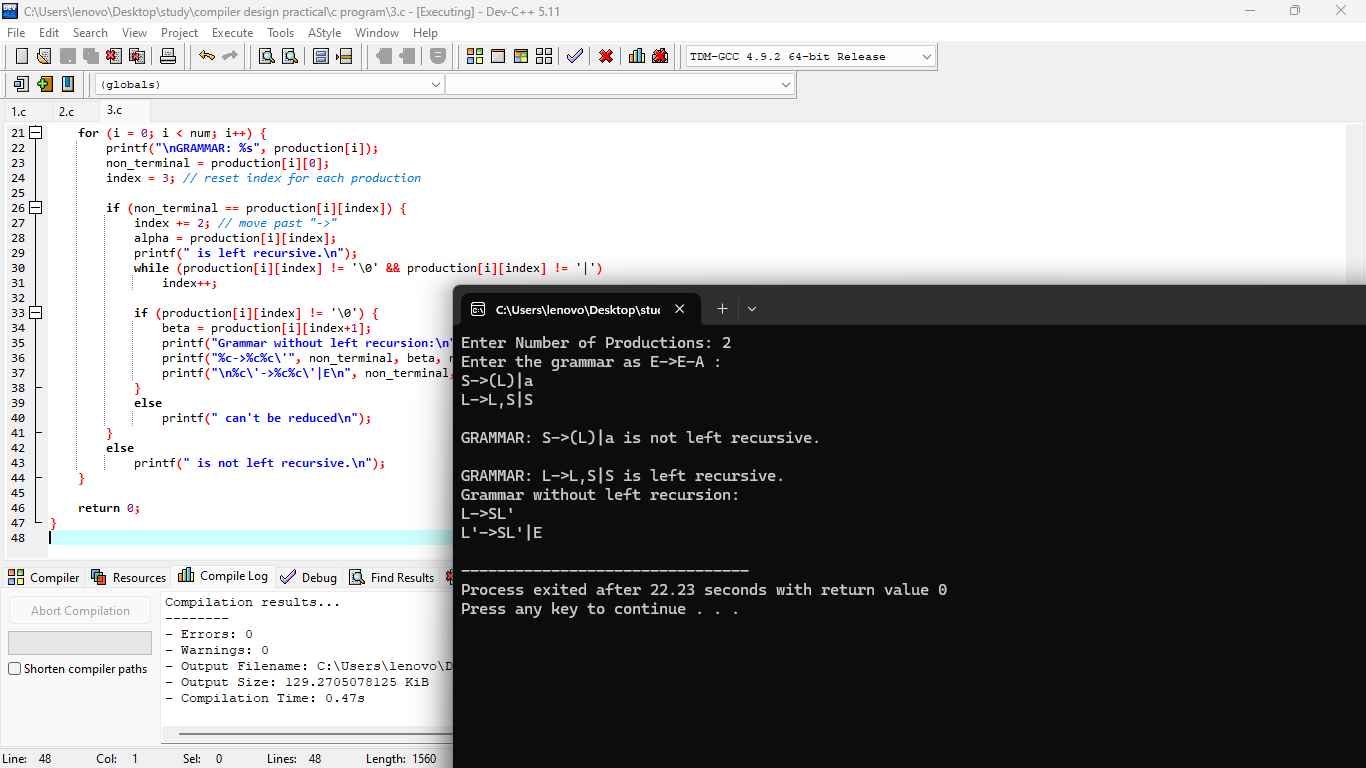 C:\Users\lenovo\Desktop\study\compiler design practical\c program\3.c - [Executing] - Dev-C++ 5.11
File Edit Search View Project Execute Tools AStyle Window Help
TDM-GCC 4.9.2 64-bit Release
(globals)
1.c 2.c 3.c
21 for (i = 0; i < num; i++) {
22 printf("\nGRAMMAR: %s", production[i]);
23 non_terminal = production[i][0];
24 index = 3; // reset index for each production
25
26 if (non_terminal == production[i][index]) {
27 index += 2; // move past "->"
28 alpha = production[i][index];
29 printf(" is left recursive.\n");
30 while (production[i][index] != '\0' && production[i][index] != '|')
31 index++;
32
33 if (production[i][index] != '\0') {
34 beta = production[i][index+1];
35 printf("Grammar without left recursion:\n"
36 printf("%c->%c%c\'", non_terminal, beta,
37 printf("\n%c\'->%c%c\'|E\n", non_terminal,
38 }
39 else
40 printf(" can't be reduced\n");
41 }
42 else
43 printf(" is not left recursive.\n");
44 }
45
46 return 0;
47 }
48
C:\Users\lenovo\Desktop\stu
Enter Number of Productions: 2
Enter the grammar as E->E-A :
S->(L)|a
L->L,S|S
GRAMMAR: S->(L)|a is not left recursive.
GRAMMAR: L->L,S|S is left recursive.
Grammar without left recursion:
L->SL'
L'->SL'|E
--------------------------------
Process exited after 22.23 seconds with return value 0
Press any key to continue . . .
Compiler Resources Compile Log Debug Find Results
Abort Compilation
Shorten compiler paths
Compilation results...
--------
- Errors: 0
- Warnings: 0
- Output Filename: C:\Users\lenovo\D
- Output Size: 129.2705078125 KiB
- Compilation Time: 0.47s
Line: 48 Col: 1 Sel: 0 Lines: 48 Length: 1560